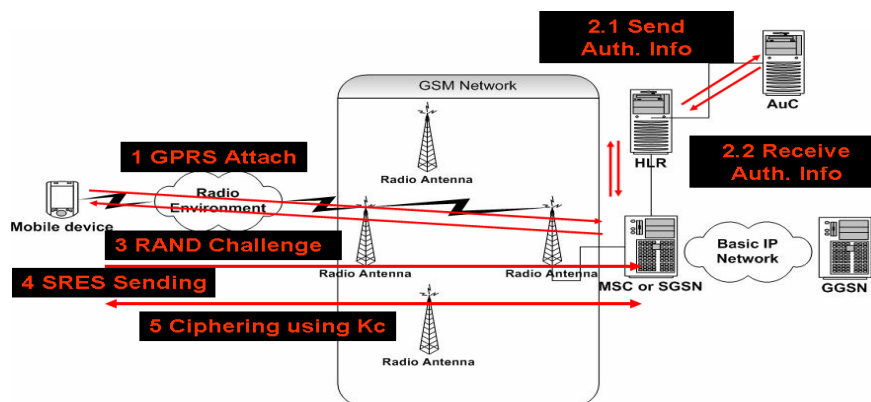 2.1 Send
Auth. Info
AuC
GSM Network
HLR
1 GPRS Attach
Radio Antenna
2.2 Receive
Auth. Info
Radio
Environment
Mobile device
3 RAND Challenge
Radio Antenna
Radio Antenna
Basic IP
Network
4 SRES Sending
MSC or SGSN
GGSN
5 Ciphering using Kc
Radio Antenna